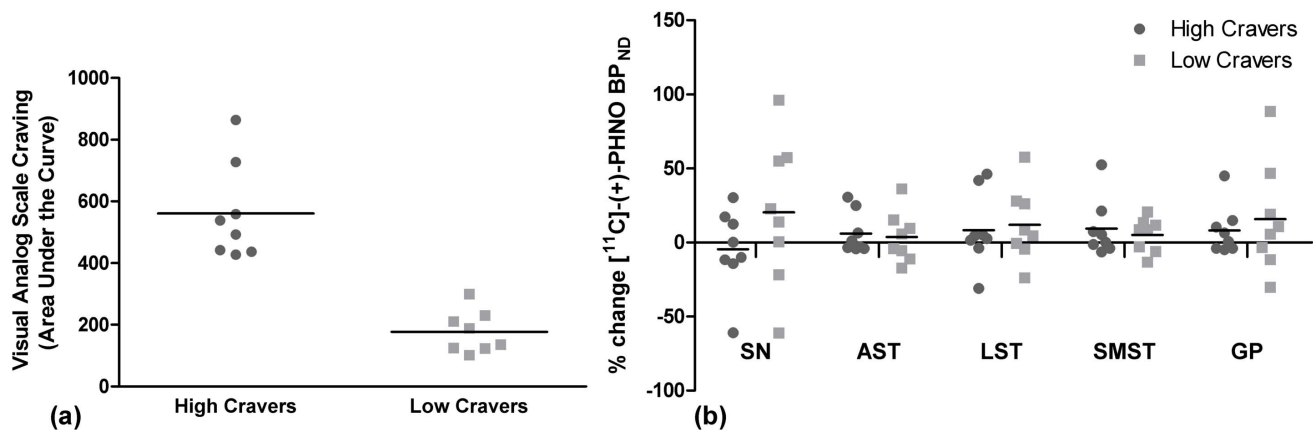 Visual Analog Scale Craving
(Area Under the Curve)
1000
800
600
400
200
0
High Cravers
Low Cravers
(a)
% change [¹¹C]-(+)-PHNO BP_ND
150
100
50
0
-50
-100
High Cravers
Low Cravers
SN
AST
LST
SMST
GP
(b)